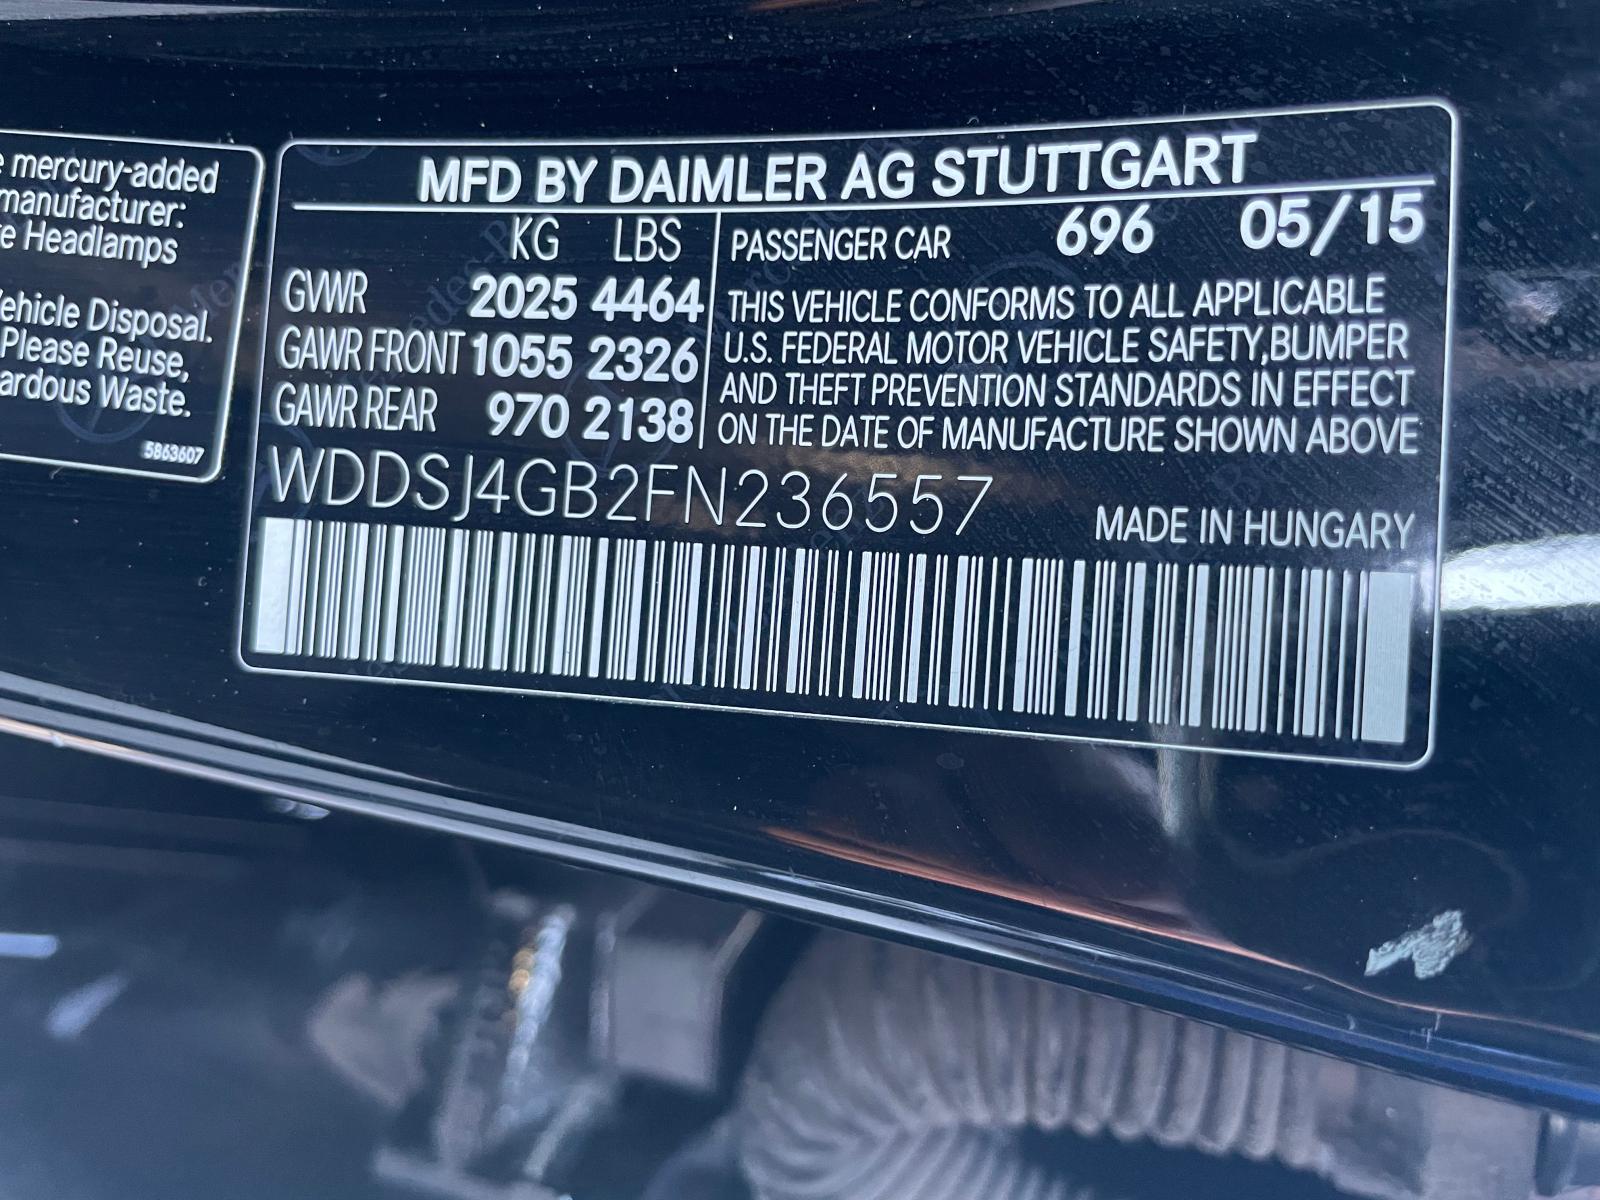 mercury-added
manufacturer:
Headlamps
Vehicle Disposal.
Please Reuse,
Waste.
5863607
MFD BY DAIMLER AG STUTTGART
KG LBS
GVWR 2025 4464
GAWR FRONT 1055 2326
GAWR REAR 970 2138
PASSENGER CAR 696 05/15
THIS VEHICLE CONFORMS TO ALL APPLICABLE
U.S. FEDERAL MOTOR VEHICLE SAFETY,BUMPER
AND THEFT PREVENTION STANDARDS IN EFFECT
ON THE DATE OF MANUFACTURE SHOWN ABOVE
WDDSJ4GB2FN236557
MADE IN HUNGARY